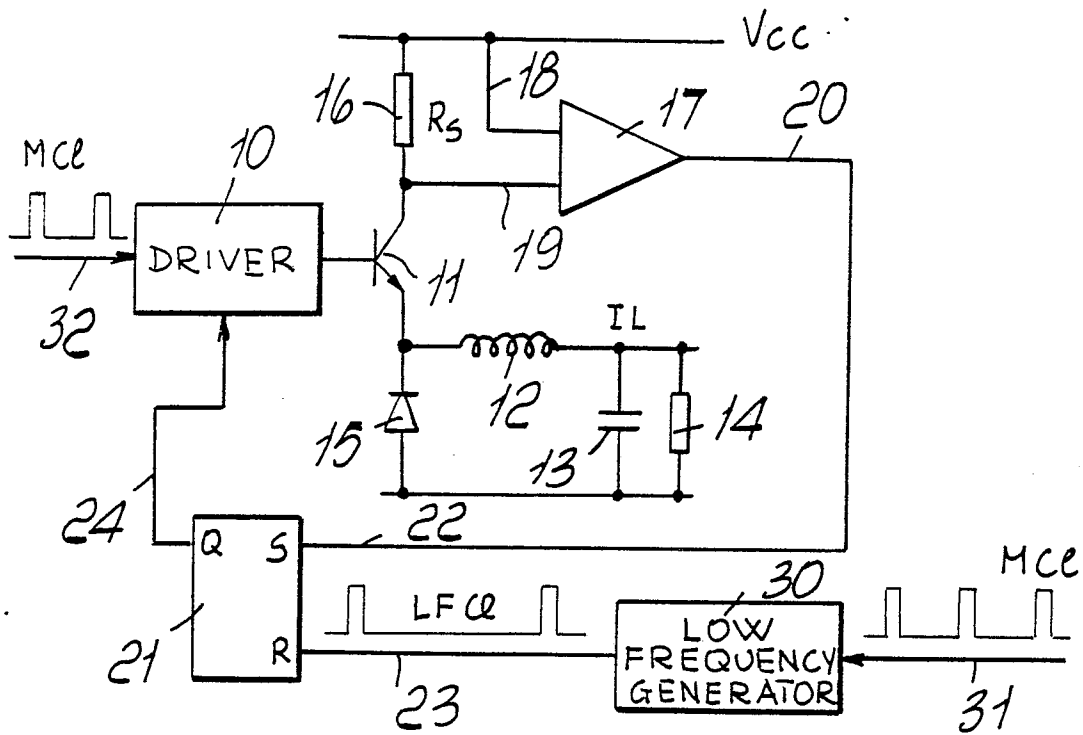 Vcc
18
16
Rs
17
20
MCl
10
DRIVER
19
11
32
IL
12
15
13
14
24
22
Q
S
MCl
30
LFCl
LOW
FREQUENCY
GENERATOR
21
R
23
31